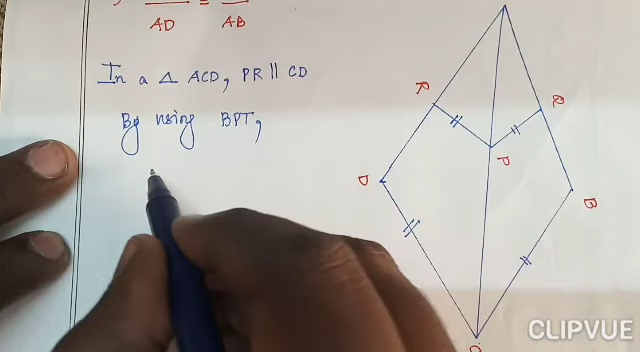 AD AB
In a Δ ACD, PR || CD
By using BPT,
R
Q
P
D
B
CLIPVUE